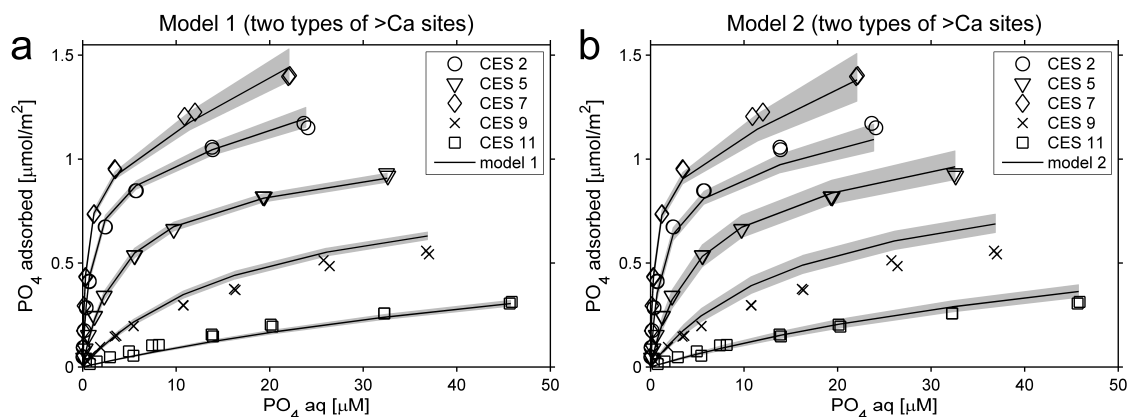 a
Model 1 (two types of >Ca sites)
PO4 adsorbed [µmol/m²]
1.5
1
0.5
0
CES 2
CES 5
CES 7
CES 9
CES 11
model 1
0 10 20 30 40 50
PO4 aq [µM]
b
Model 2 (two types of >Ca sites)
PO4 adsorbed [µmol/m²]
1.5
1
0.5
0
CES 2
CES 5
CES 7
CES 9
CES 11
model 2
0 10 20 30 40 50
PO4 aq [µM]